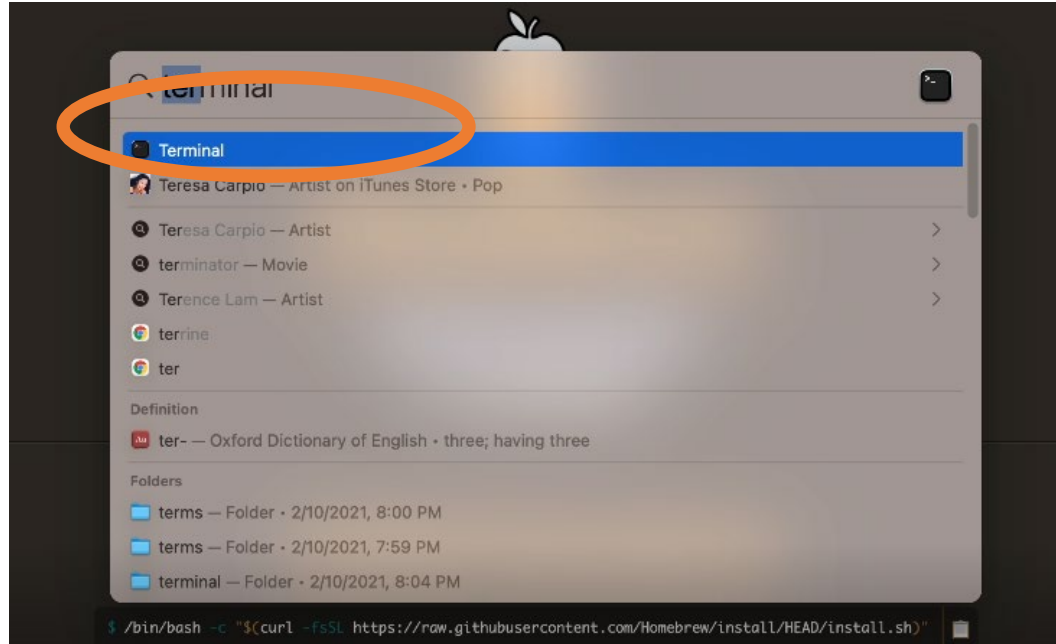 terminal
Terminal
Teresa Carpio — Artist on iTunes Store • Pop
Teresa Carpio — Artist
terminator — Movie
Terence Lam — Artist
terrine
ter
Definition
ter- — Oxford Dictionary of English • three; having three
Folders
terms — Folder • 2/10/2021, 8:00 PM
terms — Folder • 2/10/2021, 7:59 PM
terminal — Folder • 2/10/2021, 8:04 PM
$ /bin/bash -c "$(curl -fsSL https://raw.githubusercontent.com/Homebrew/install/HEAD/install.sh)"